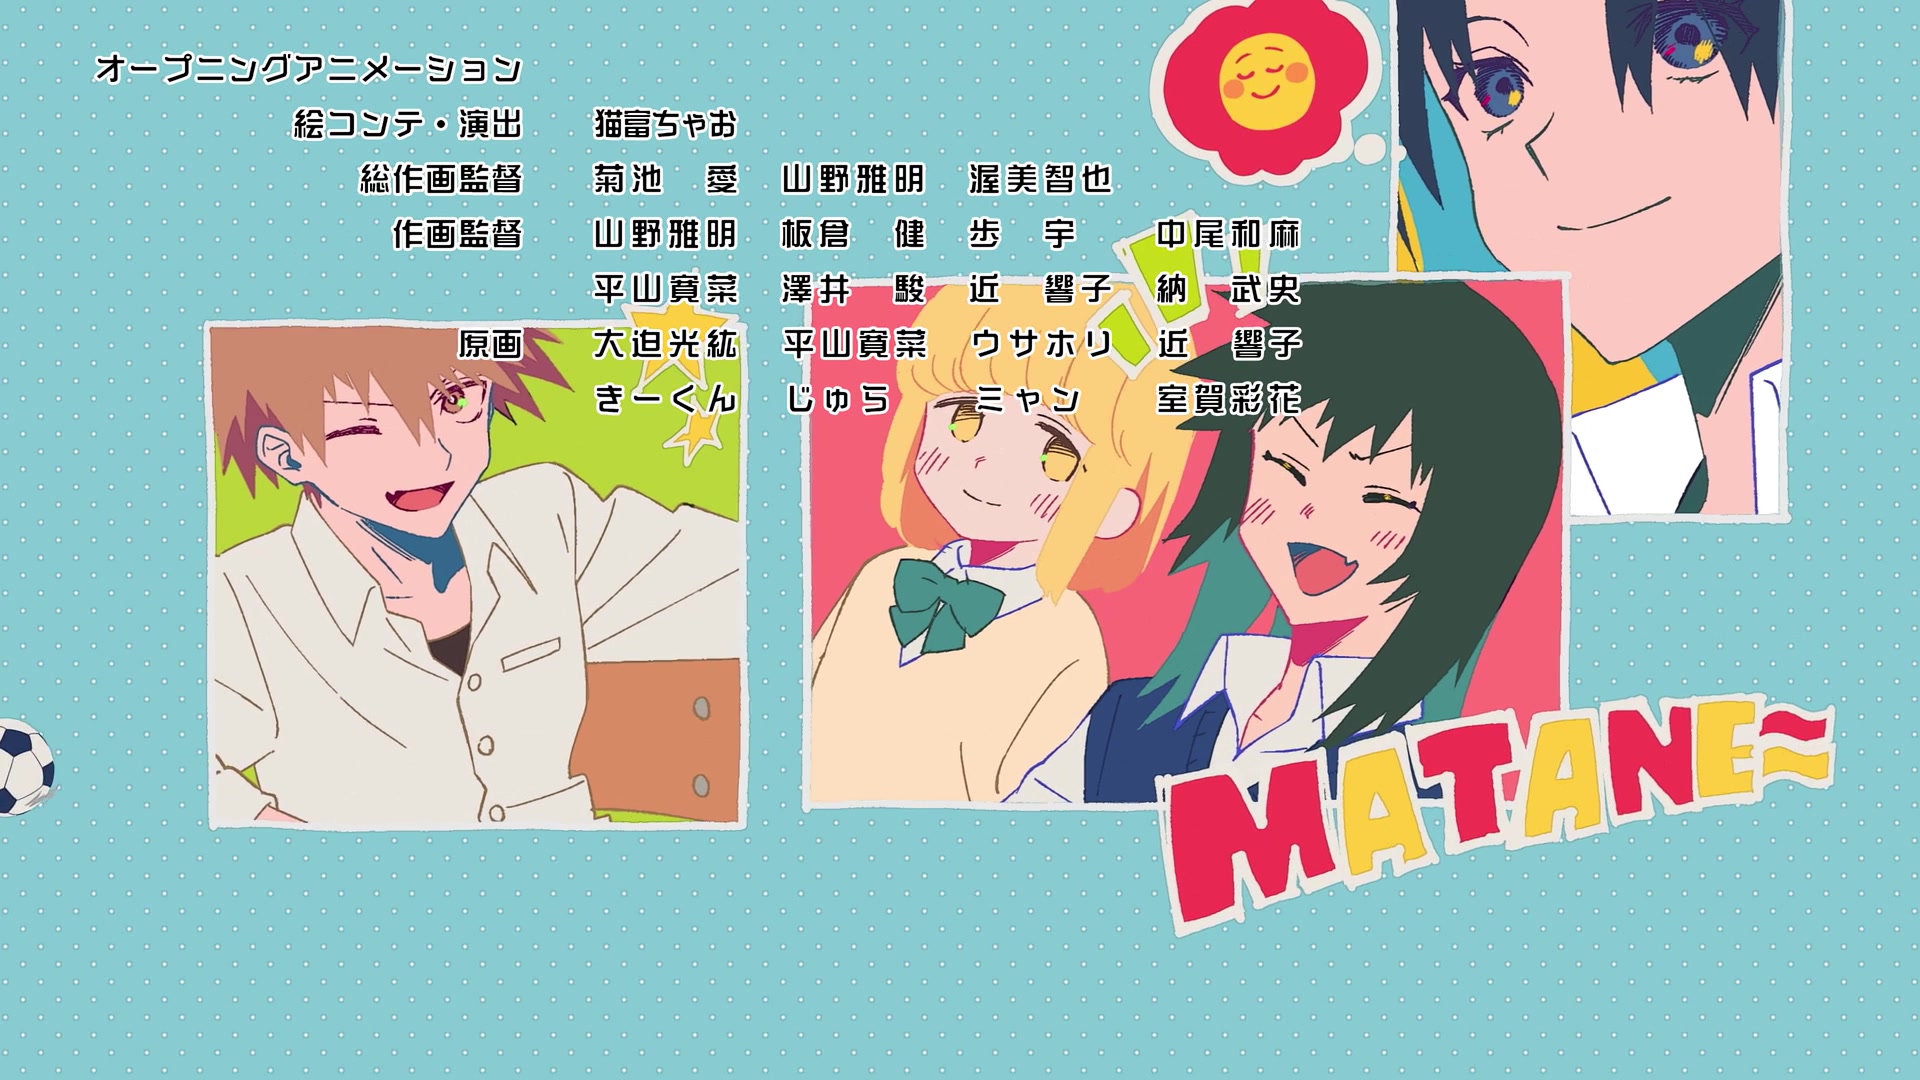 オープニングアニメーション
絵コンテ・演出 猫富ちゃお
総作画監督 菊池 愛 山野雅明 渥美智也
作画監督 山野雅明 板倉 健 歩 宇 中尾和麻
平山寛菜 澤井 駿 近 響子 納 武史
原画 大迫光紘 平山寛菜 ウサホリ 近 響子
きーくん じゅら ミャン 室賀彩花
MATANE~